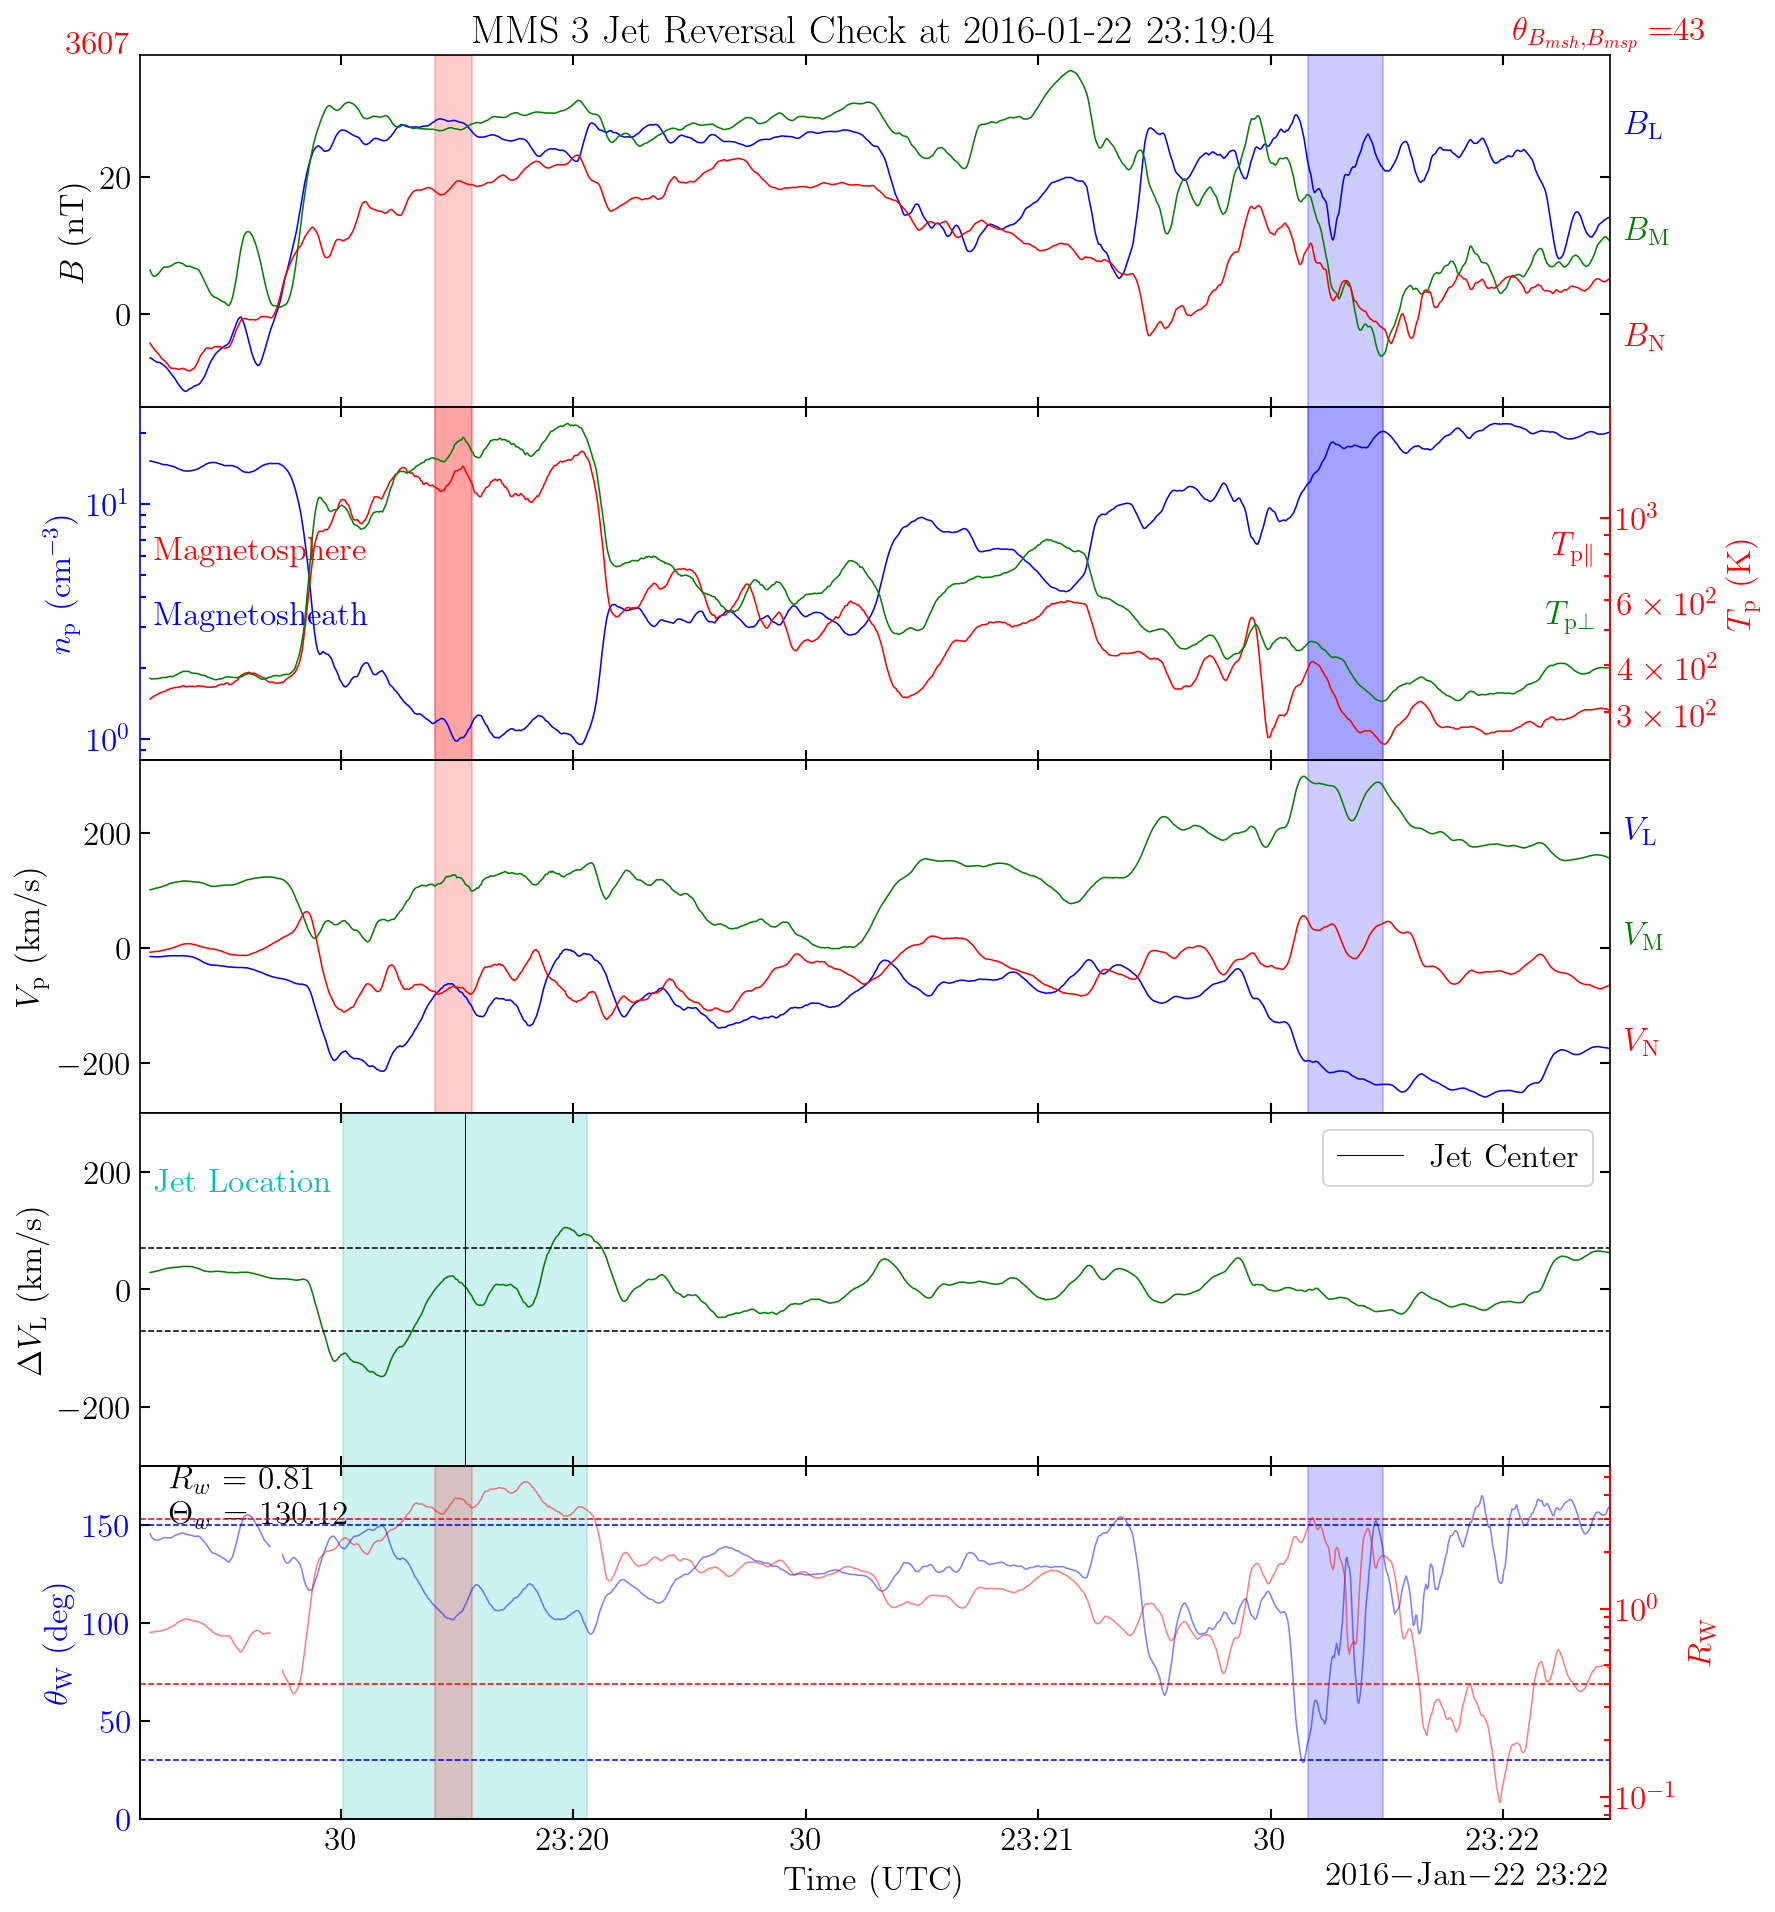 3607
MMS 3 Jet Reversal Check at 2016-01-22 23:19:04
θ_{B_{msh},B_{msp}} =43
B (nT)
20
0
B_L
B_M
B_N
n_p (cm^{−3})
10^1
10^0
Magnetosphere
Magnetosheath
T_{p∥}
T_{p⊥}
10^3
6 × 10^2
4 × 10^2
3 × 10^2
T_p (K)
V_p (km/s)
200
0
−200
V_L
V_M
V_N
ΔV_L (km/s)
200
0
−200
Jet Location
Jet Center
R_w = 0.81
Θ_w = 130.12
θ_W (deg)
150
100
50
0
10^0
10^{−1}
R_W
30
23:20
30
23:21
30
23:22
Time (UTC)
2016−Jan−22 23:22